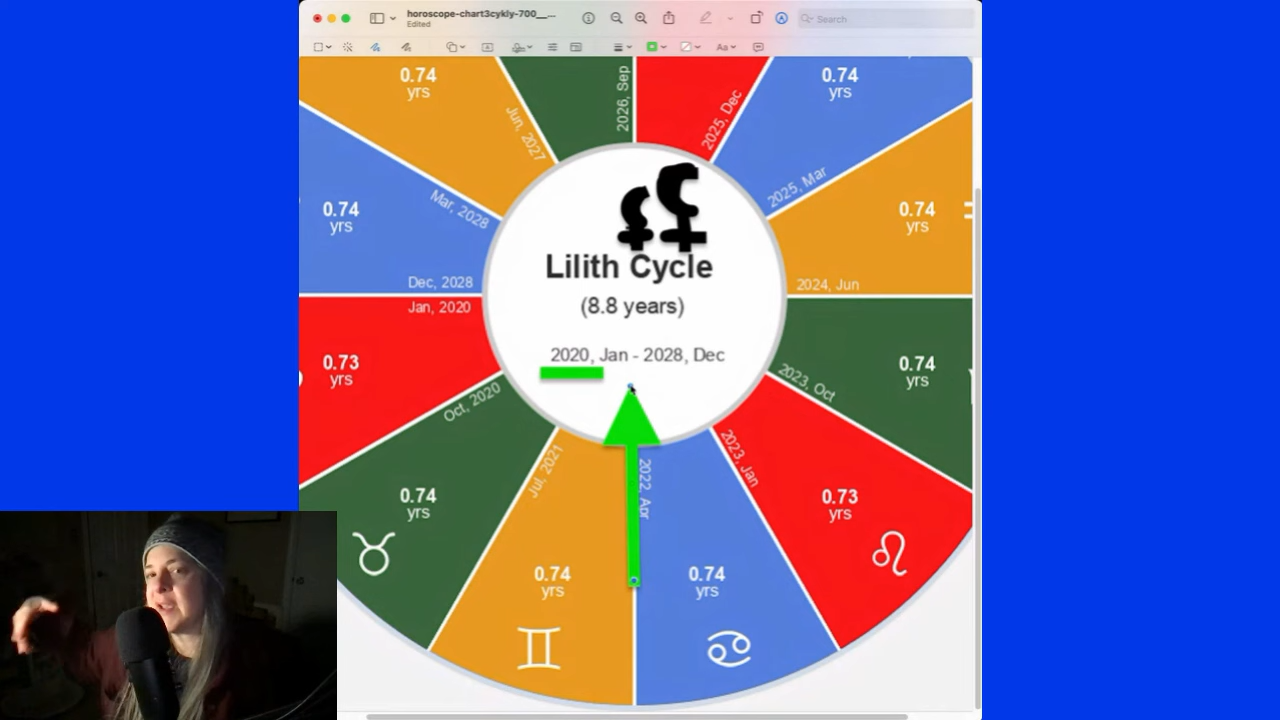 horoscope-chart3cykly-700__...
Edited
Search
Aa
0.74
yrs
Jun, 2027
2026, Sep
2025, Dec
0.74
yrs
0.74
yrs
Mar, 2028
2025, Mar
0.74
yrs
Dec, 2028
Jan, 2020
Lilith Cycle
(8.8 years)
2020, Jan - 2028, Dec
2024, Jun
0.73
yrs
Oct, 2020
2023, Oct
0.74
yrs
0.74
yrs
Jul, 2021
2022, Apr
2023, Jan
0.73
yrs
0.74
yrs
0.74
yrs
♉
♊
♋
♌